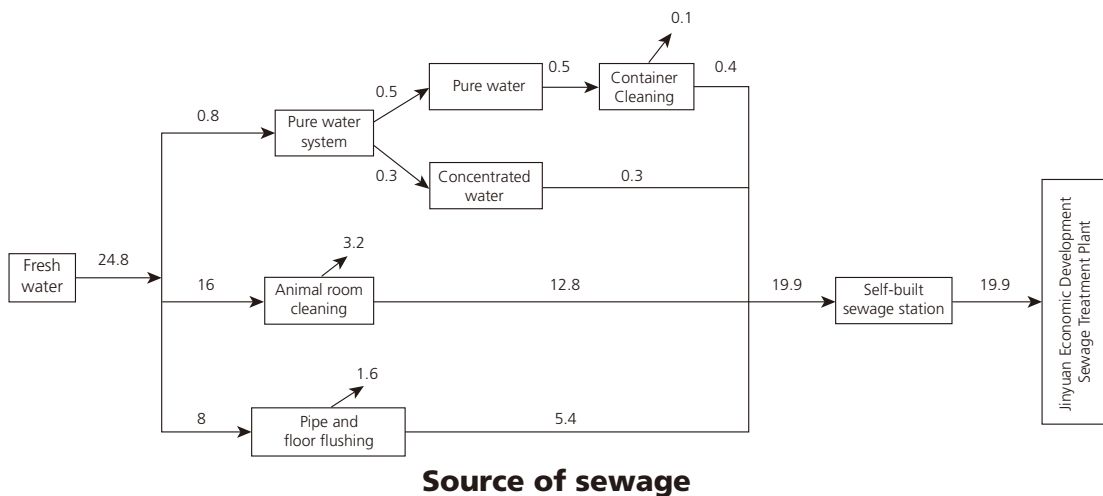 0.1
0.5
Pure water
0.5
Container
Cleaning
0.4
0.8
Pure water
system
0.3
Concentrated
water
0.3
Fresh
water
24.8
3.2
16
Animal room
cleaning
12.8
19.9
Self-built
sewage station
19.9
Jinyuan Economic Development
Sewage Treatment Plant
1.6
8
Pipe and
floor flushing
5.4
Source of sewage